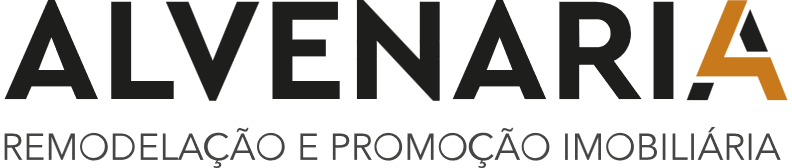 ALVENARIA
REMODELAÇÃO E PROMOÇÃO IMOBILIÁRIA